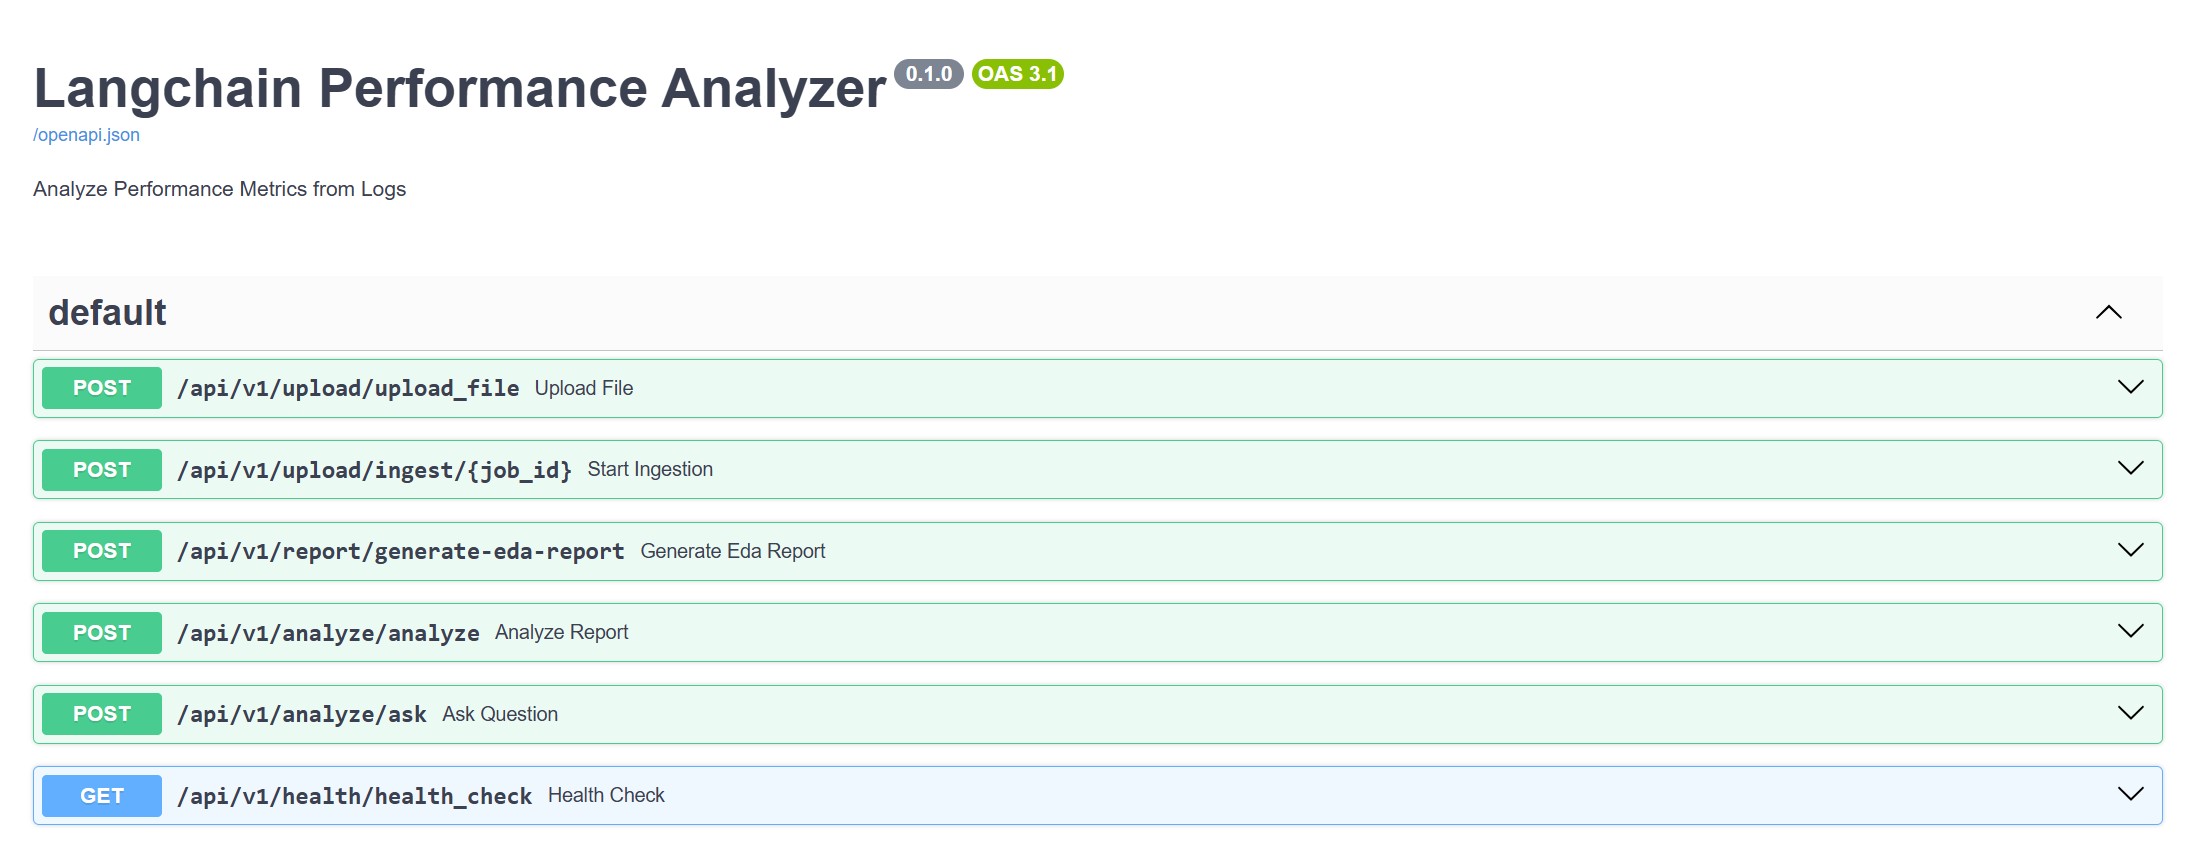 Langchain Performance Analyzer 0.1.0 OAS 3.1
/openapi.json
Analyze Performance Metrics from Logs
default
POST /api/v1/upload/upload_file Upload File
POST /api/v1/upload/ingest/{job_id} Start Ingestion
POST /api/v1/report/generate-eda-report Generate Eda Report
POST /api/v1/analyze/analyze Analyze Report
POST /api/v1/analyze/ask Ask Question
GET /api/v1/health/health_check Health Check